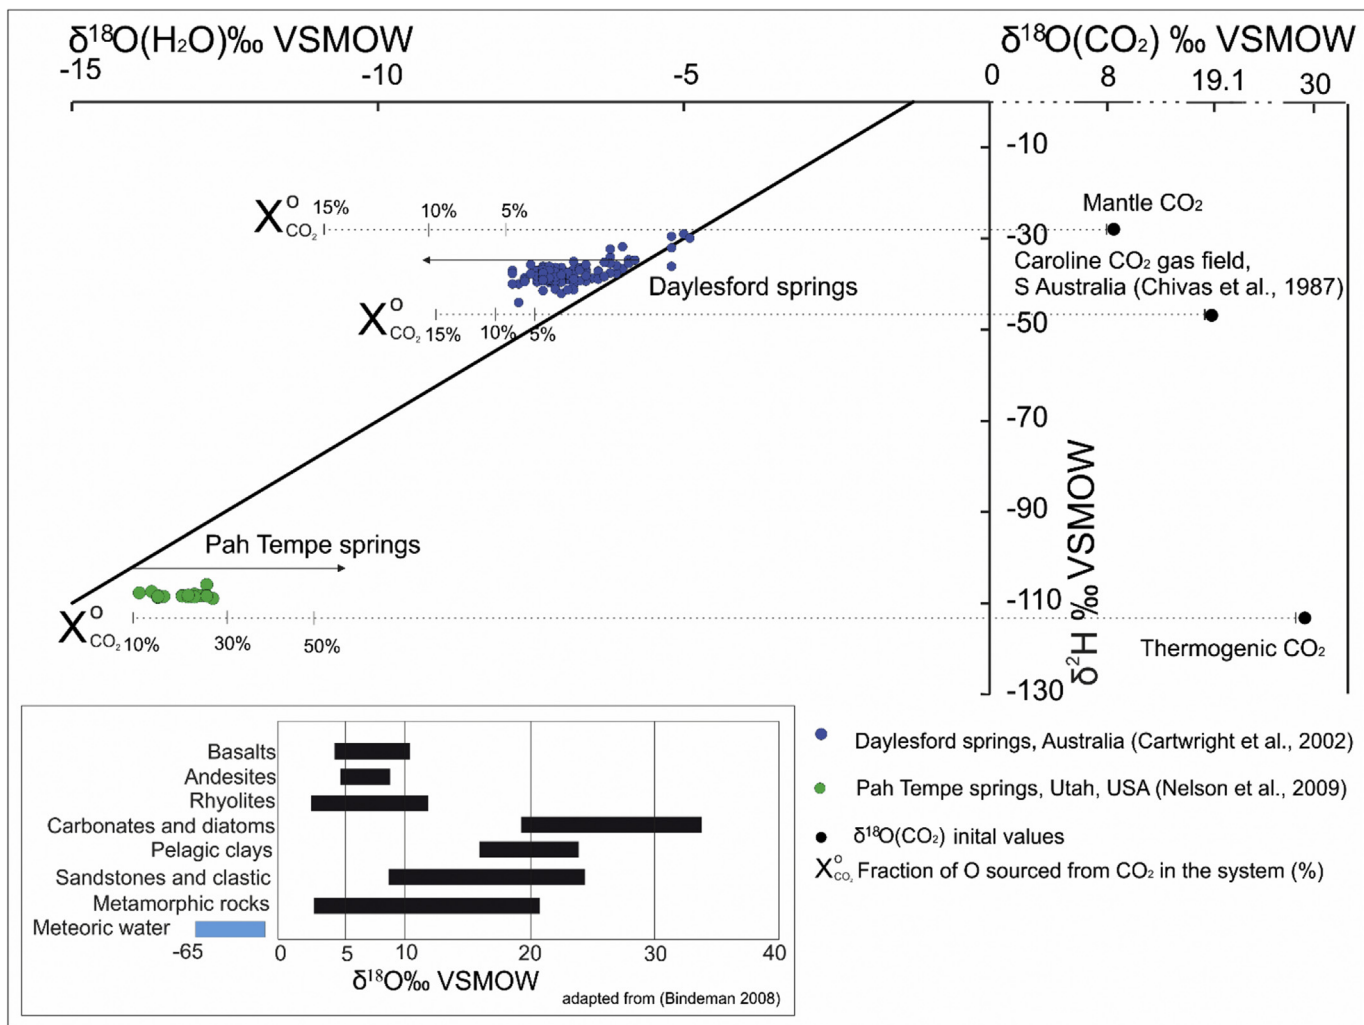 δ¹⁸O(H₂O)‰ VSMOW
δ¹⁸O(CO₂) ‰ VSMOW
-15 -10 -5 0 8 19.1 30
-10
Mantle CO₂
X°CO₂ 15% 10% 5%
-30
Caroline CO₂ gas field,
S Australia (Chivas et al., 1987)
Daylesford springs
X°CO₂ 15% 10% 5%
-50
-70
-90
δ²H ‰ VSMOW
Pah Tempe springs
-110
X°CO₂ 10% 30% 50%
Thermogenic CO₂
-130
Basalts
Andesites
Rhyolites
Carbonates and diatoms
Pelagic clays
Sandstones and clastic
Metamorphic rocks
Meteoric water
-65 0 5 10 20 30 40
δ¹⁸O‰ VSMOW
adapted from (Bindeman 2008)
Daylesford springs, Australia (Cartwright et al., 2002)
Pah Tempe springs, Utah, USA (Nelson et al., 2009)
δ¹⁸O(CO₂) inital values
X°CO₂ Fraction of O sourced from CO₂ in the system (%)